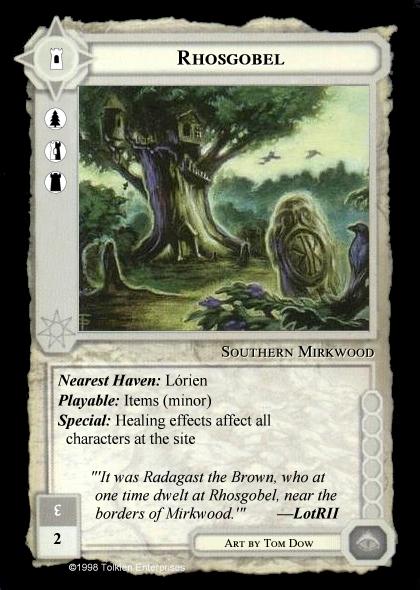 RHOSGOBEL
SOUTHERN MIRKWOOD
Nearest Haven: Lórien
Playable: Items (minor)
Special: Healing effects affect all
characters at the site
"'It was Radagast the Brown, who at
one time dwelt at Rhosgobel, near the
borders of Mirkwood.'" —LotRII
ε
2
ART BY TOM DOW
©1998 Tolkien Enterprises